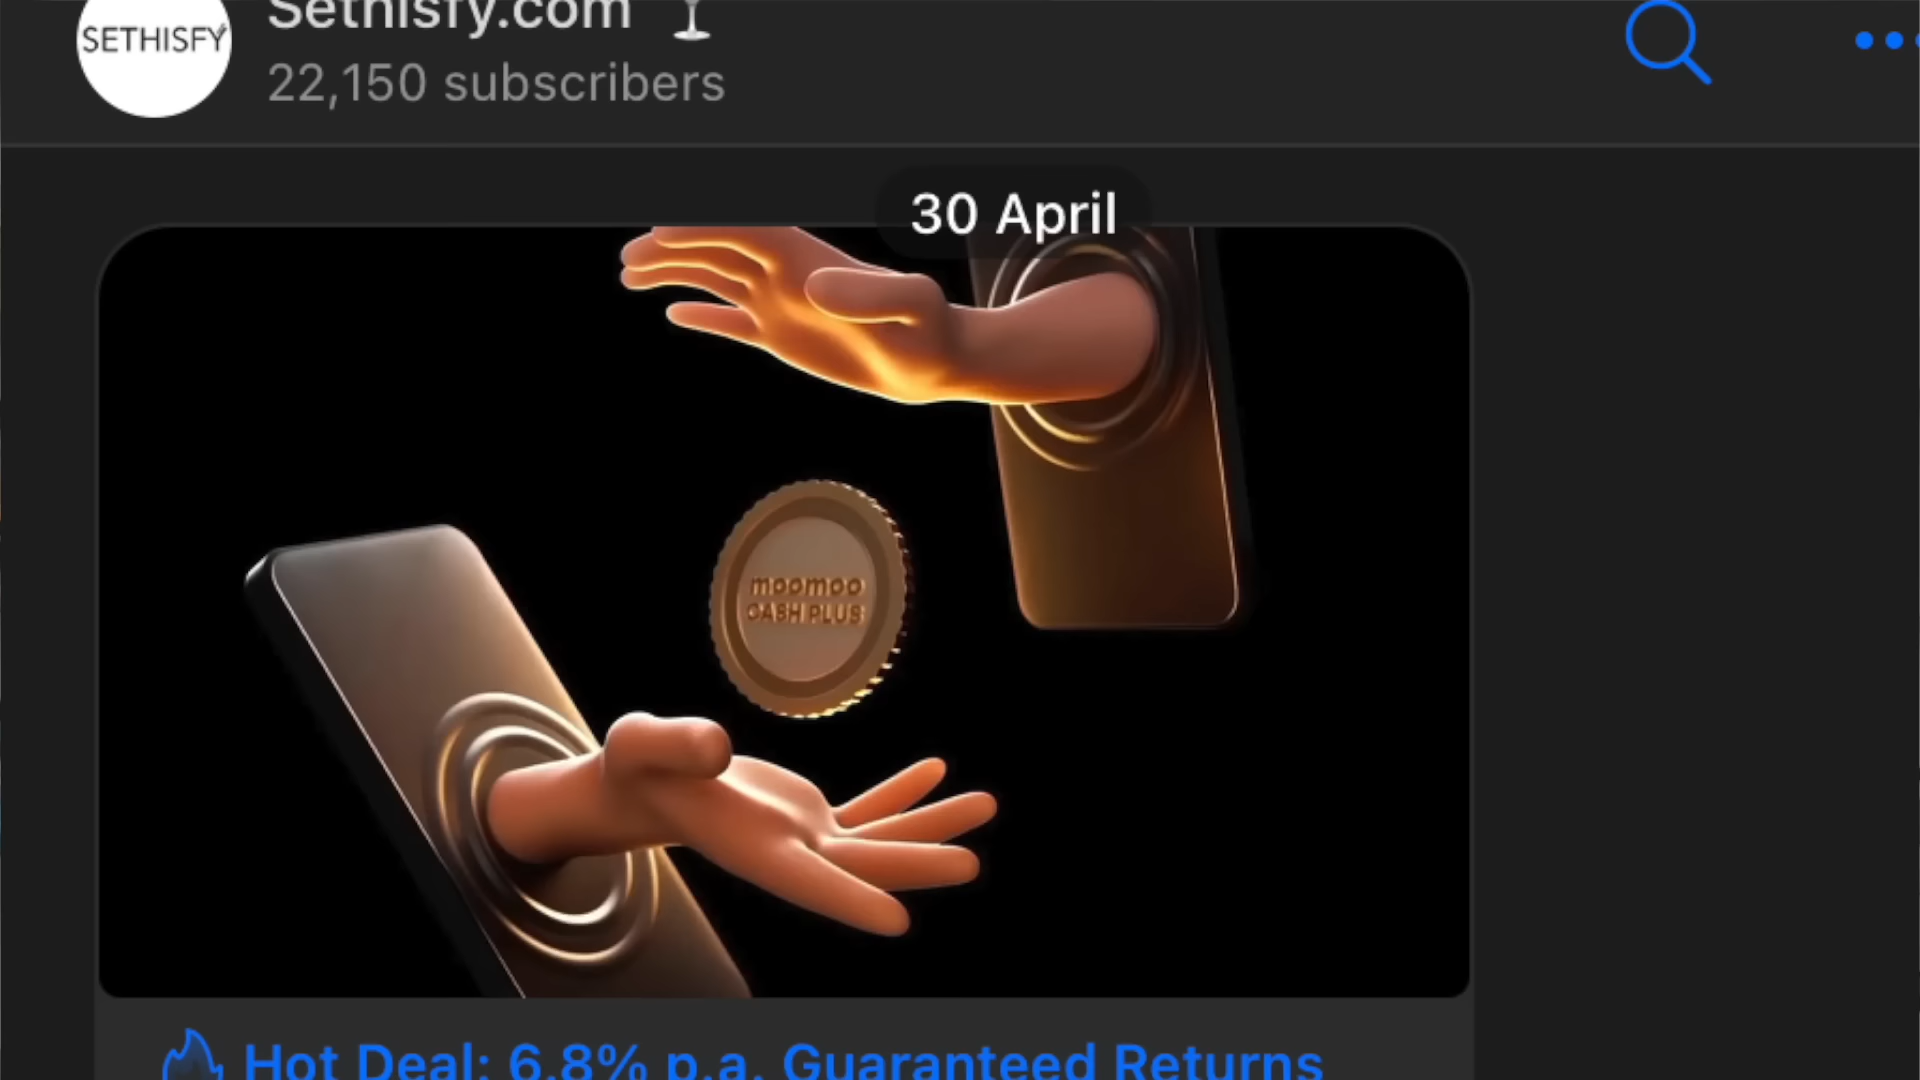 SETHISFY
Sethisfy.com
22,150 subscribers
30 April
moomoo
CASH PLUS
Hot Deal: 6.8% p.a. Guaranteed Returns